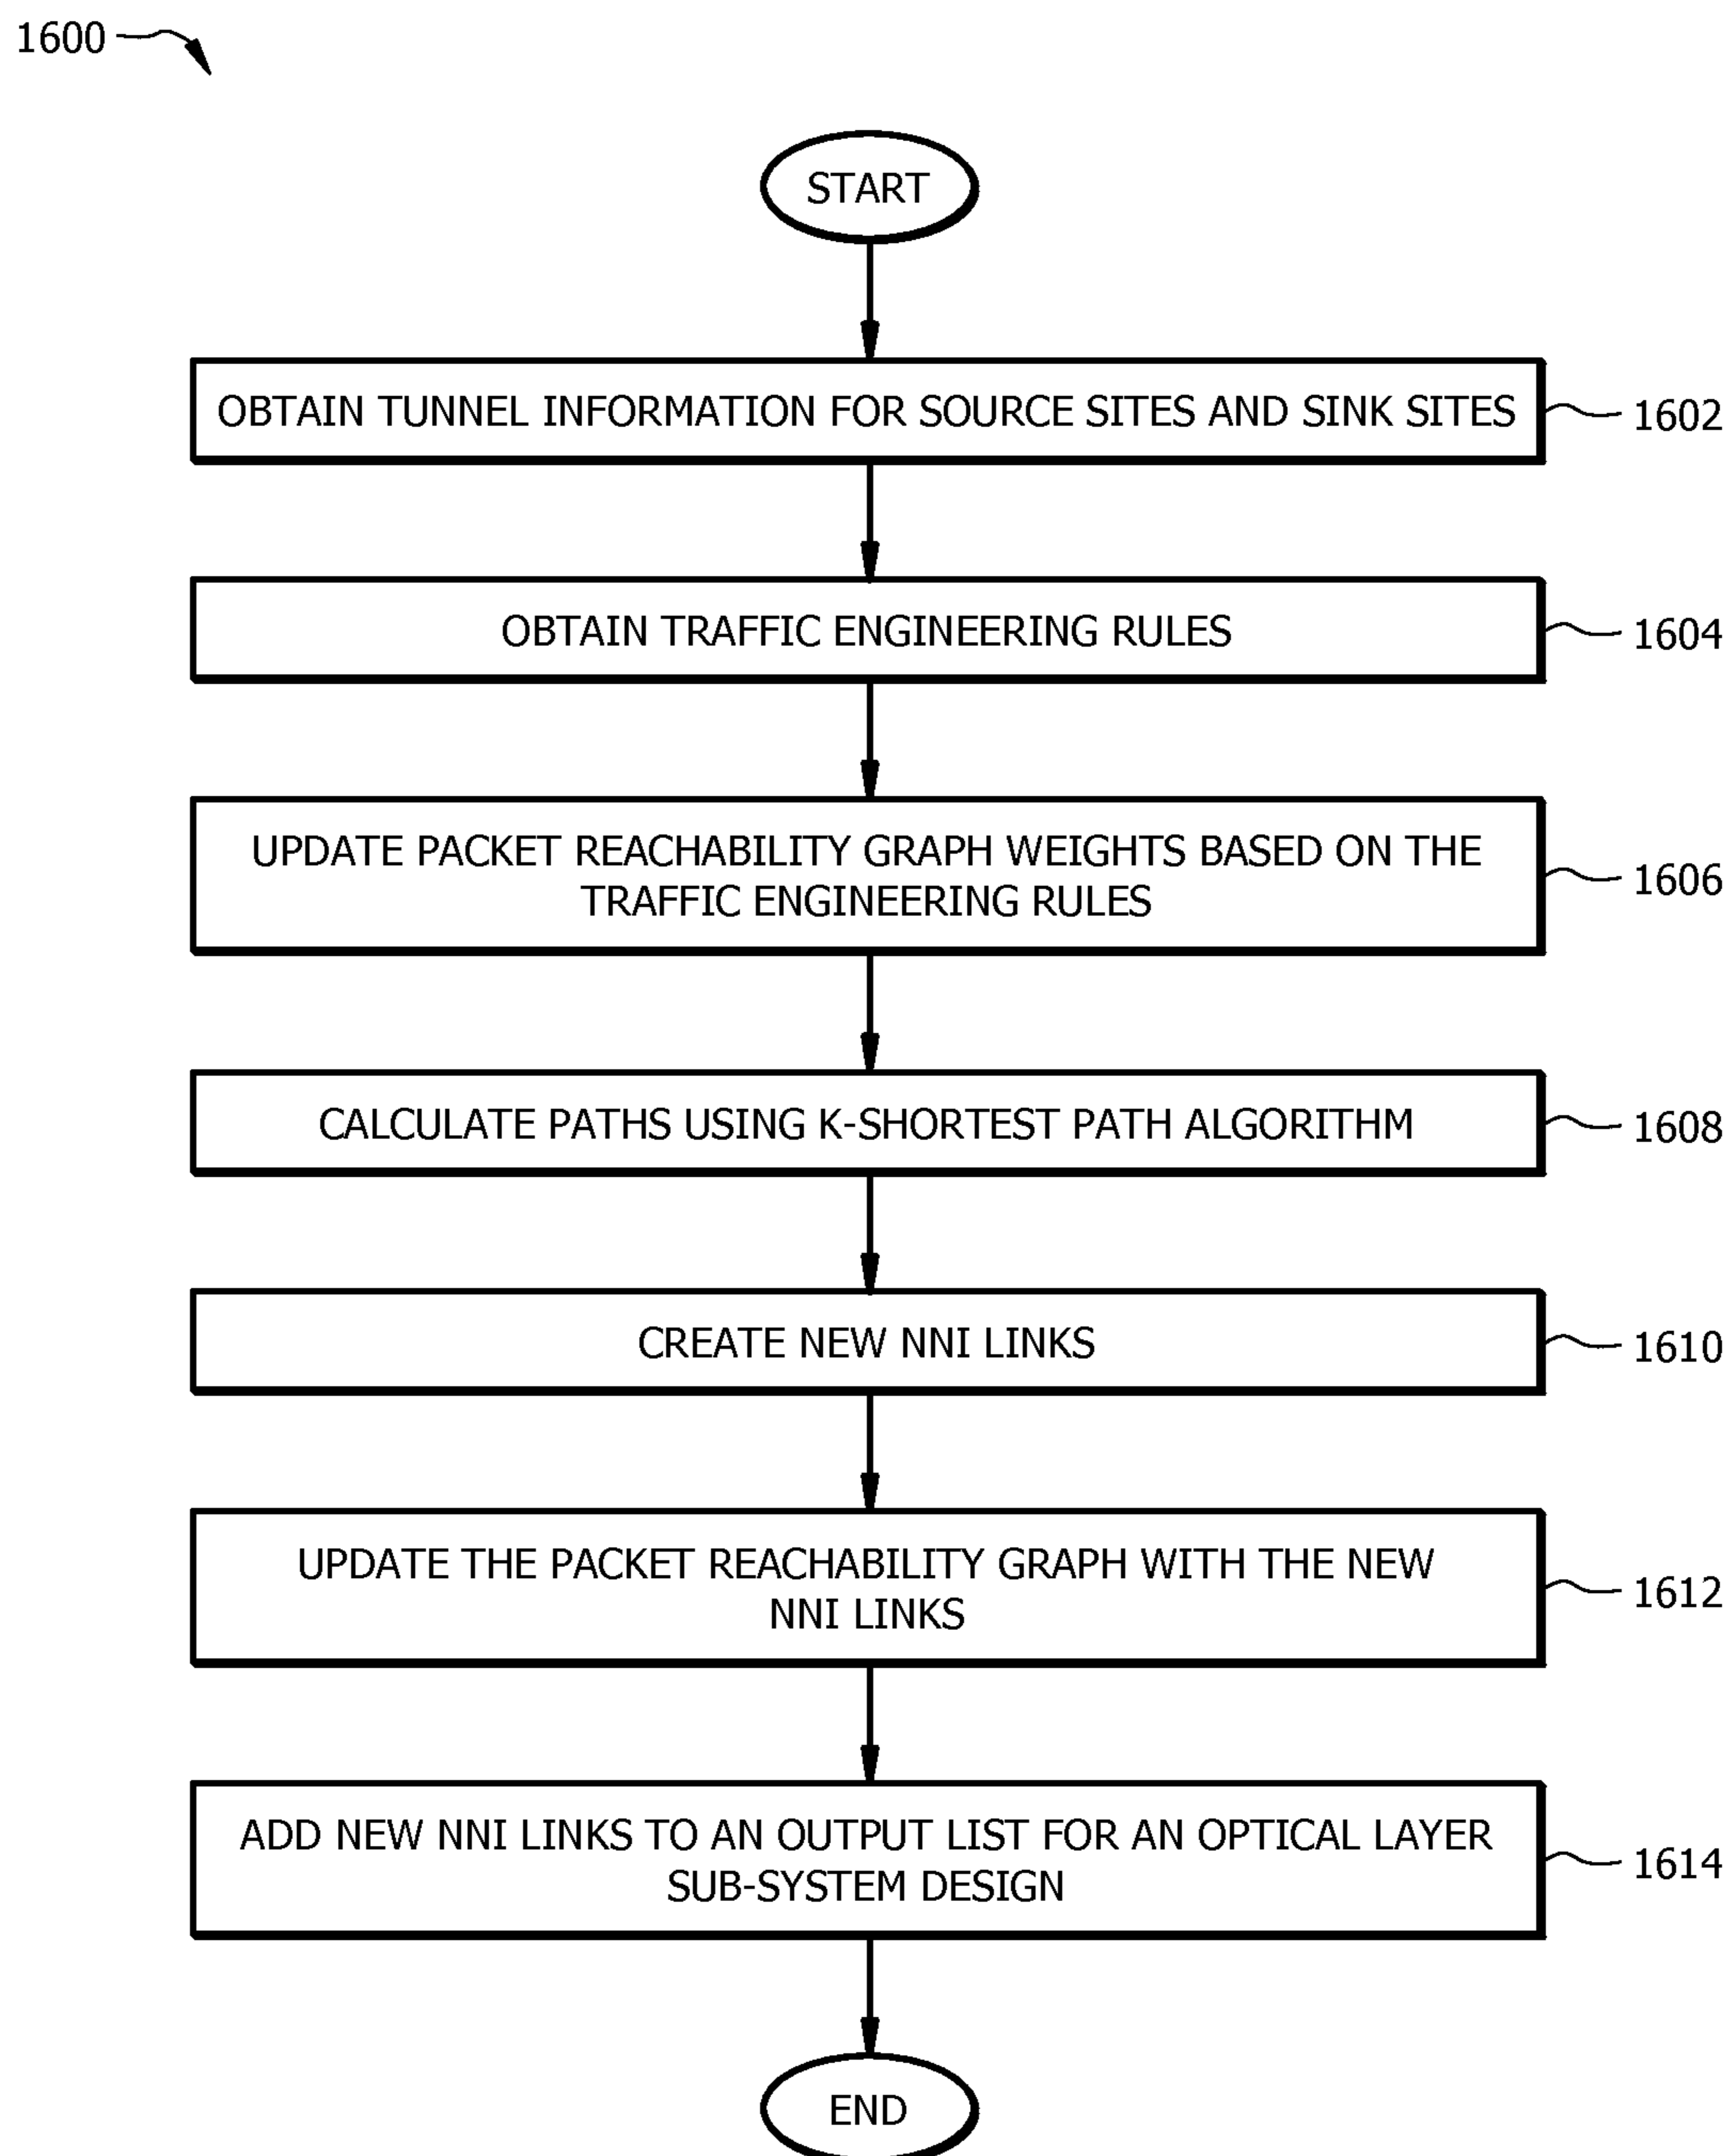 1600
START
OBTAIN TUNNEL INFORMATION FOR SOURCE SITES AND SINK SITES
1602
OBTAIN TRAFFIC ENGINEERING RULES
1604
UPDATE PACKET REACHABILITY GRAPH WEIGHTS BASED ON THE
TRAFFIC ENGINEERING RULES
1606
CALCULATE PATHS USING K-SHORTEST PATH ALGORITHM
1608
CREATE NEW NNI LINKS
1610
UPDATE THE PACKET REACHABILITY GRAPH WITH THE NEW
NNI LINKS
1612
ADD NEW NNI LINKS TO AN OUTPUT LIST FOR AN OPTICAL LAYER
SUB-SYSTEM DESIGN
1614
END